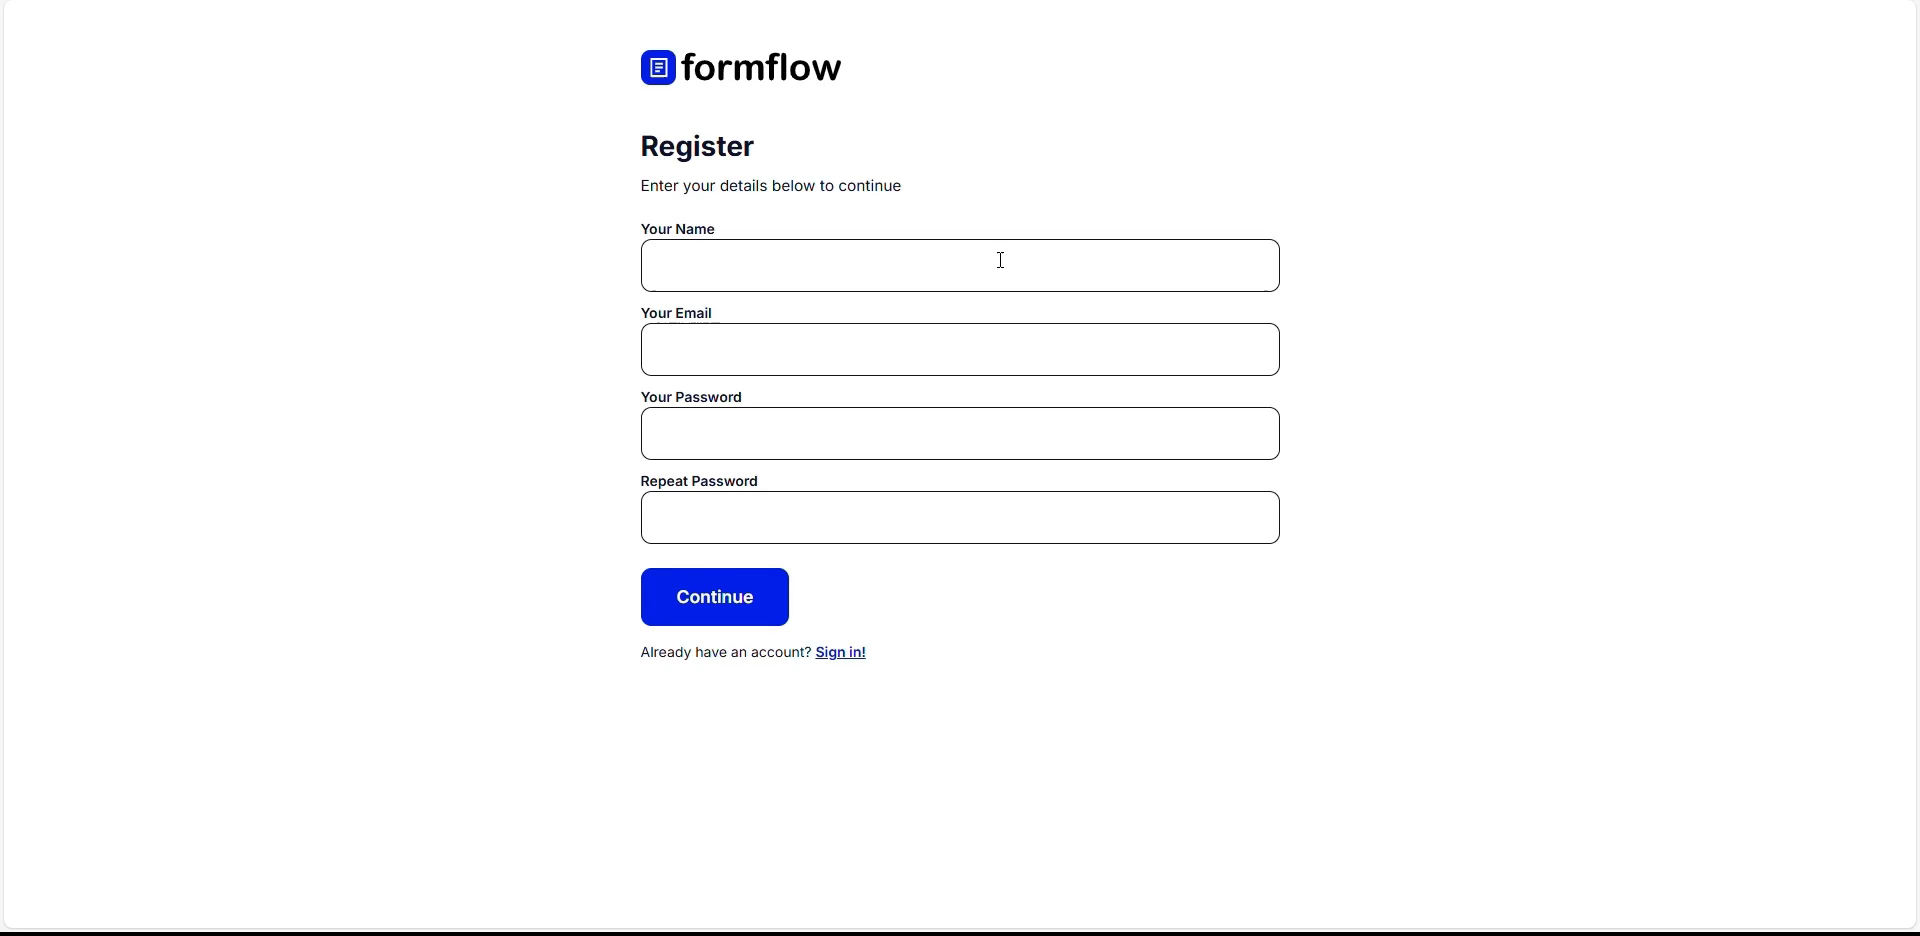 formflow
Register
Enter your details below to continue
Your Name
Your Email
Your Password
Repeat Password
Continue
Already have an account? Sign in!